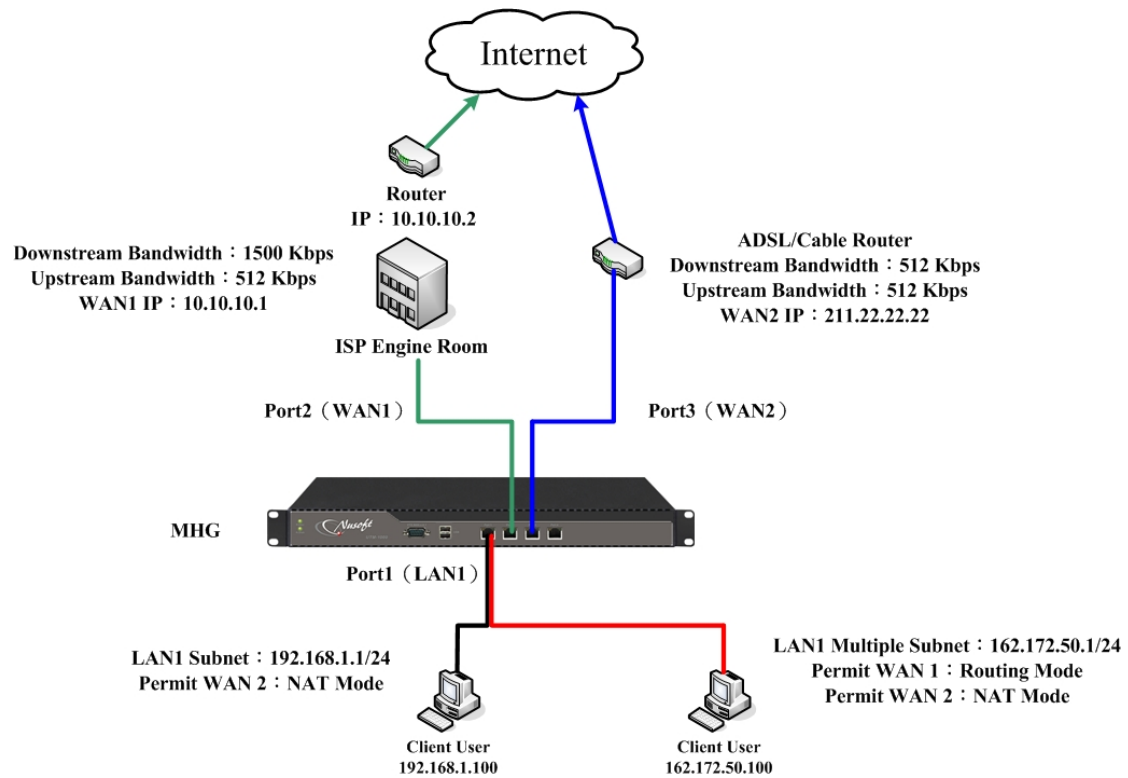 Internet
Router
IP：10.10.10.2
Downstream Bandwidth：1500 Kbps
Upstream Bandwidth：512 Kbps
WAN1 IP：10.10.10.1
ISP Engine Room
ADSL/Cable Router
Downstream Bandwidth：512 Kbps
Upstream Bandwidth：512 Kbps
WAN2 IP：211.22.22.22
Port2（WAN1）
Port3（WAN2）
MHG
Nusoft
Port1（LAN1）
LAN1 Subnet：192.168.1.1/24
Permit WAN 2：NAT Mode
LAN1 Multiple Subnet：162.172.50.1/24
Permit WAN 1：Routing Mode
Permit WAN 2：NAT Mode
Client User
192.168.1.100
Client User
162.172.50.100